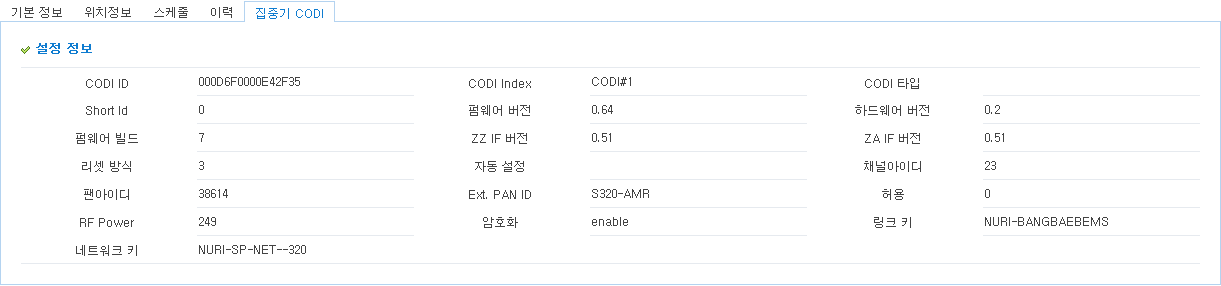 기본 정보 위치정보 스케줄 이력 집중기 CODI
설정 정보
CODI ID 000D6F0000E42F35 CODI Index CODI#1 CODI 타입
Short Id 0 펌웨어 버전 0.64 하드웨어 버전 0.2
펌웨어 빌드 7 ZZ IF 버전 0.51 ZA IF 버전 0.51
리셋 방식 3 자동 설정 채널아이디 23
팬아이디 38614 Ext. PAN ID S320-AMR 허용 0
RF Power 249 암호화 enable 링크 키 NURI-BANGBAEBEMS
네트워크 키 NURI-SP-NET--320